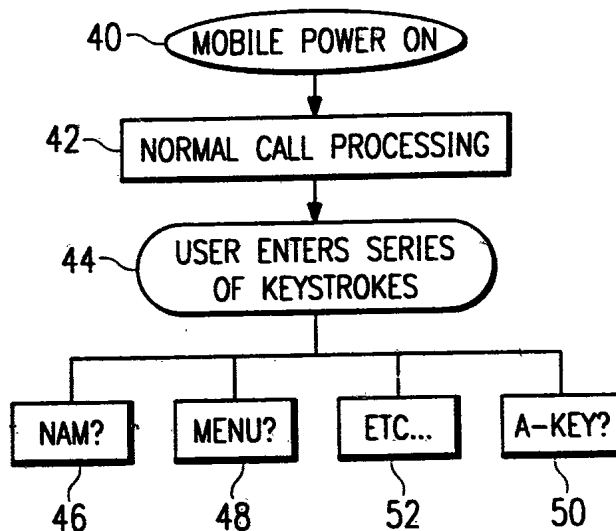 40
MOBILE POWER ON
42
NORMAL CALL PROCESSING
44
USER ENTERS SERIES
OF KEYSTROKES
NAM?
MENU?
ETC...
A-KEY?
46
48
52
50